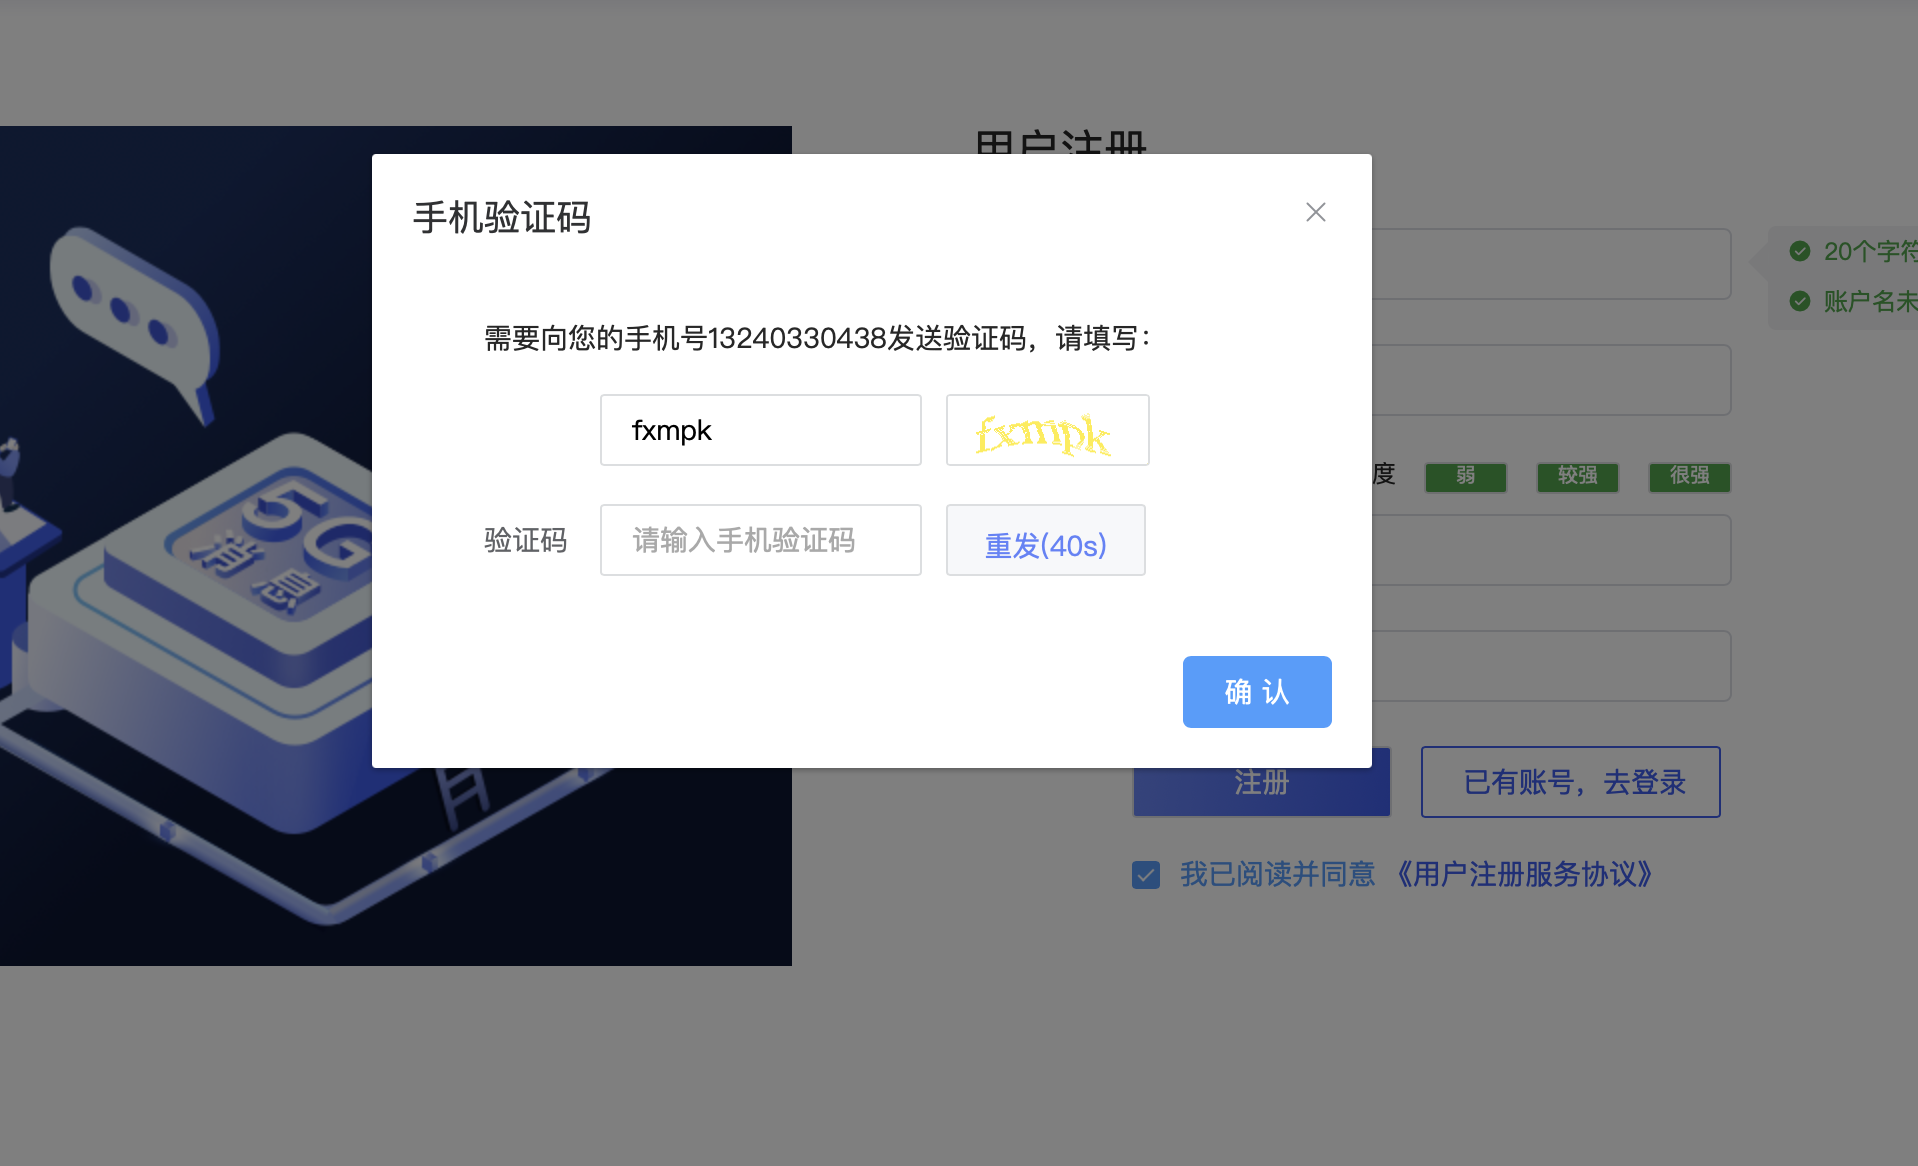 用户注册
手机验证码
20个字符
账户名未
需要向您的手机号13240330438发送验证码，请填写：
fxmpk
fxmpk
度 弱 较强 很强
验证码 请输入手机验证码 重发(40s)
5G
消息
确认
注册 已有账号，去登录
我已阅读并同意 《用户注册服务协议》